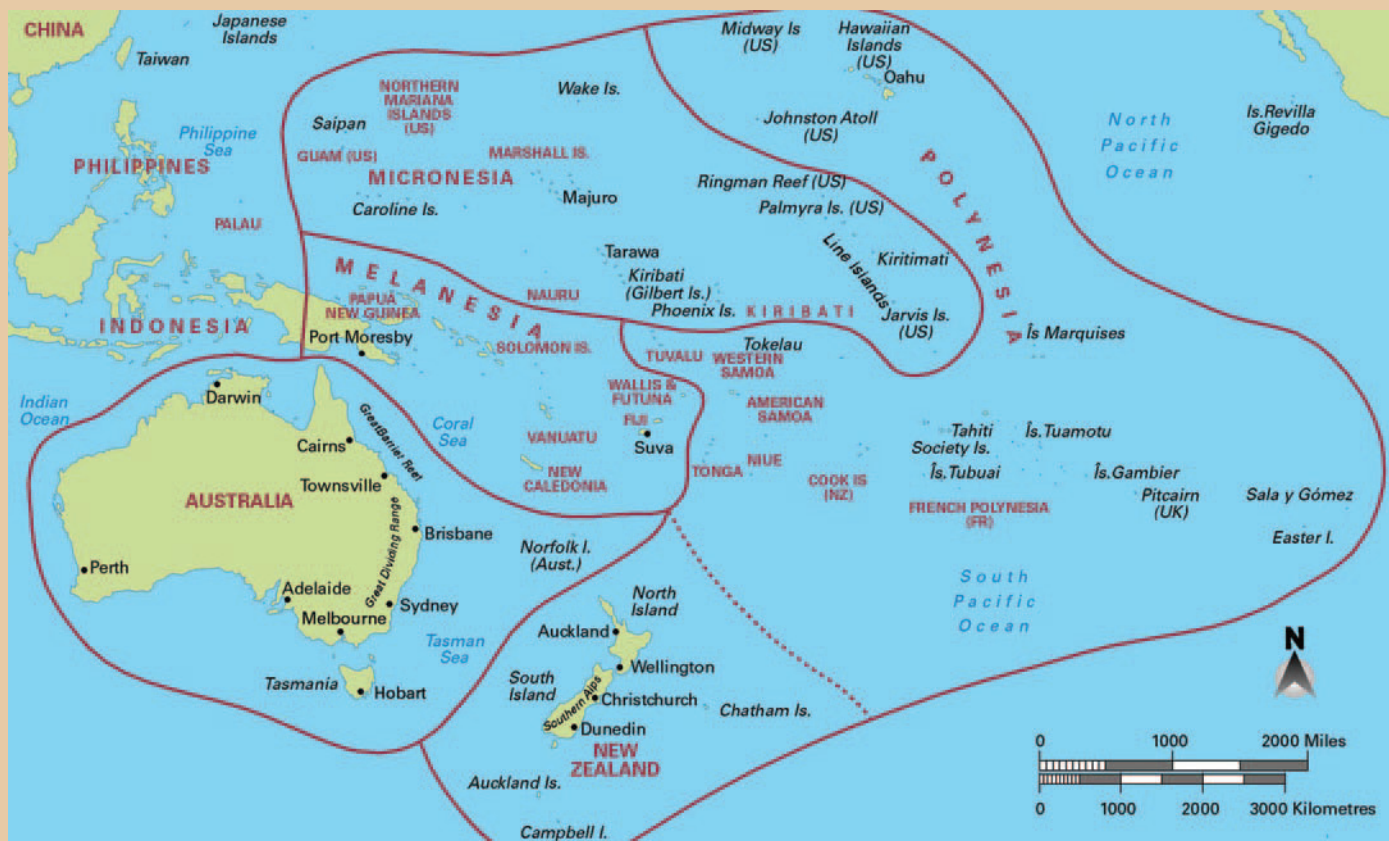 CHINA
Japanese
Islands
Taiwan
Midway Is
(US)
Hawaiian
Islands
(US)
Oahu
NORTHERN
MARIANA
ISLANDS
(US)
Wake Is.
Saipan
Philippine
Sea
Johnston Atoll
(US)
North
Pacific
Ocean
Is.Revilla
Gigedo
PHILIPPINES
GUAM (US)
MARSHALL IS.
MICRONESIA
Majuro
Caroline Is.
Ringman Reef (US)
Palmyra Is. (US)
POLYNESIA
PALAU
Line Islands
Kiritimati
Tarawa
Kiribati
(Gilbert Is.)
Phoenix Is.
KIRIBATI
Jarvis Is.
(US)
MELANESIA
NAURU
PAPUA
NEW GUINEA
INDONESIA
Port Moresby
SOLOMON IS.
Tokelau
Îs Marquises
TUVALU
WESTERN
SAMOA
WALLIS &
FUTUNA
AMERICAN
SAMOA
Indian
Ocean
Darwin
Great Barrier Reef
Coral
Sea
FIJI
Suva
VANUATU
Cairns
Townsville
NEW
CALEDONIA
TONGA
NIUE
COOK IS
(NZ)
Tahiti
Society Is.
Îs.Tuamotu
Îs.Tubuai
Îs.Gambier
FRENCH POLYNESIA
(FR)
Pitcairn
(UK)
Sala y Gómez
Easter I.
AUSTRALIA
Great Dividing Range
Brisbane
Norfolk I.
(Aust.)
Perth
Adelaide
Sydney
Melbourne
Tasman
Sea
North
Island
Auckland
Wellington
South
Island
Southern Alps
Christchurch
Dunedin
Chatham Is.
South
Pacific
Ocean
Tasmania
Hobart
NEW
ZEALAND
Auckland Is.
Campbell I.
N
0 1000 2000 Miles
0 1000 2000 3000 Kilometres